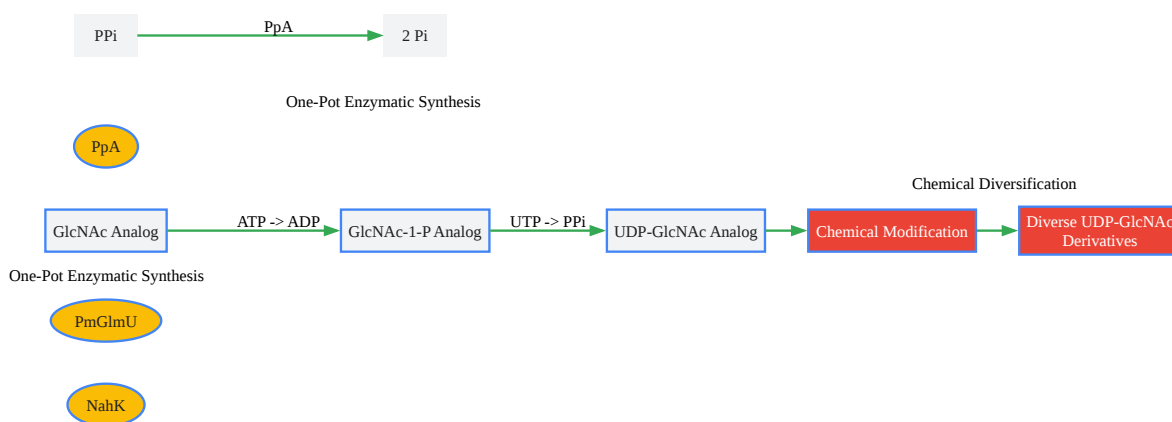 PPi
PpA
2 Pi
One-Pot Enzymatic Synthesis
PpA
Chemical Diversification
GlcNAc Analog
ATP -> ADP
GlcNAc-1-P Analog
UTP -> PPi
UDP-GlcNAc Analog
Chemical Modification
Diverse UDP-GlcNAc
Derivatives
One-Pot Enzymatic Synthesis
PmGlmU
NahK